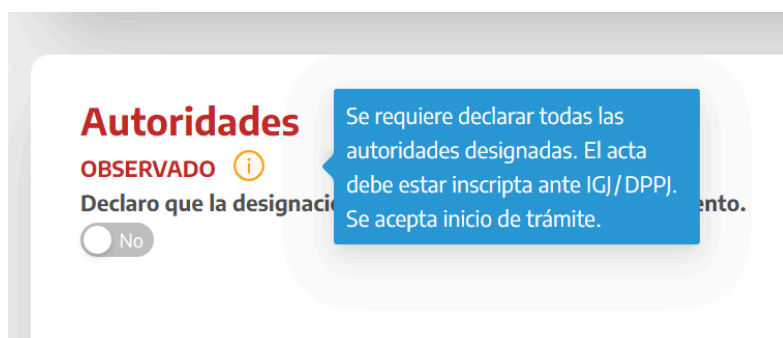 Autoridades
OBSERVADO
Se requiere declarar todas las
autoridades designadas. El acta
debe estar inscripta ante IGJ/DPPJ.
Se acepta inicio de trámite.
Declaro que la designaci ento.
No